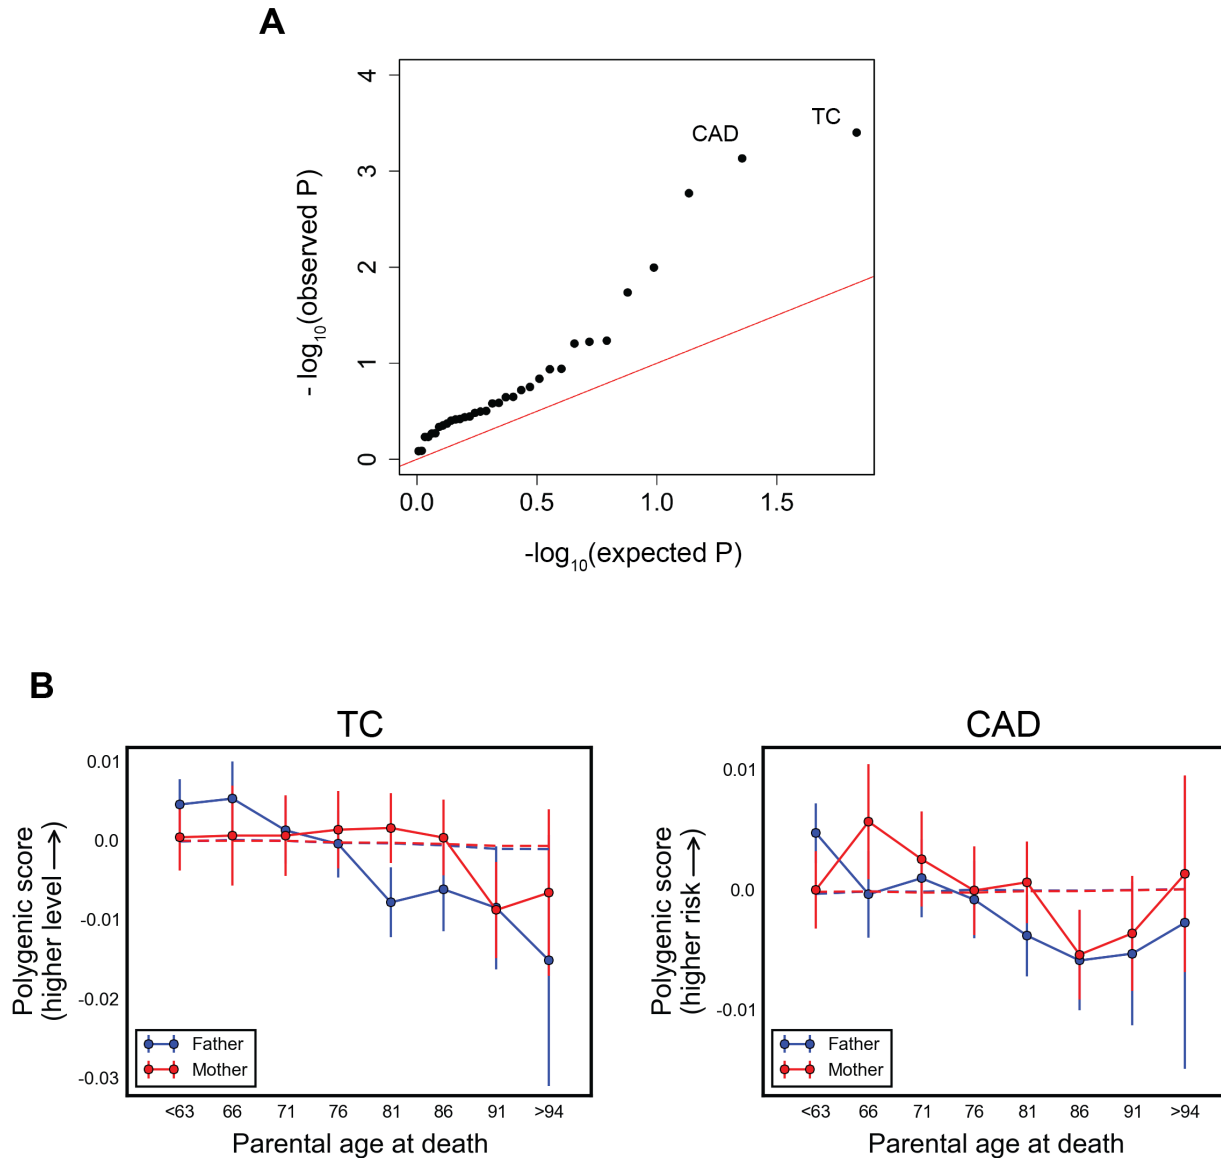 A
4
3
2
1
0
- log10(observed P)
CAD
TC
0.0 0.5 1.0 1.5
-log10(expected P)
B
TC
0.01
0.0
-0.01
-0.02
-0.03
Polygenic score
(higher level →)
Father
Mother
<63 66 71 76 81 86 91 >94
Parental age at death
CAD
0.01
0.0
-0.01
Polygenic score
(higher risk →)
Father
Mother
<63 66 71 76 81 86 91 >94
Parental age at death